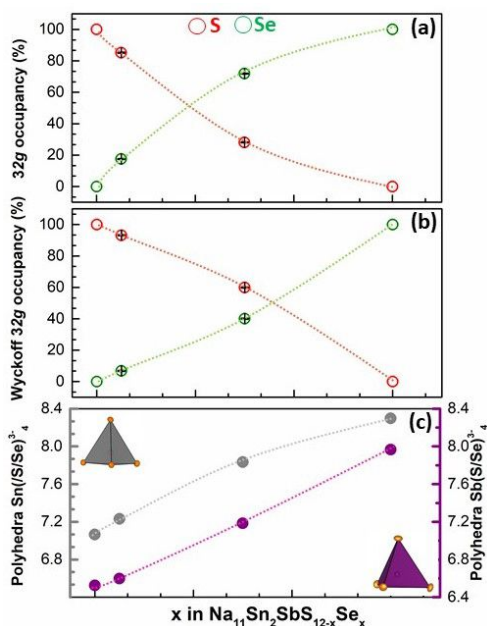 S Se (a)
100
80
60
40
20
0
32g occupancy (%)
(b)
100
80
60
40
20
0
Wyckoff 32g occupancy (%)
(c)
8.4
8.0
7.6
7.2
6.8
Polyhedra Sn(/S/Se)³⁻₄
8.4
8.0
7.6
7.2
6.8
6.4
Polyhedra Sb(S/Se)³⁻₄
x in Na₁₁Sn₂SbS₁₂₋ₓSeₓ